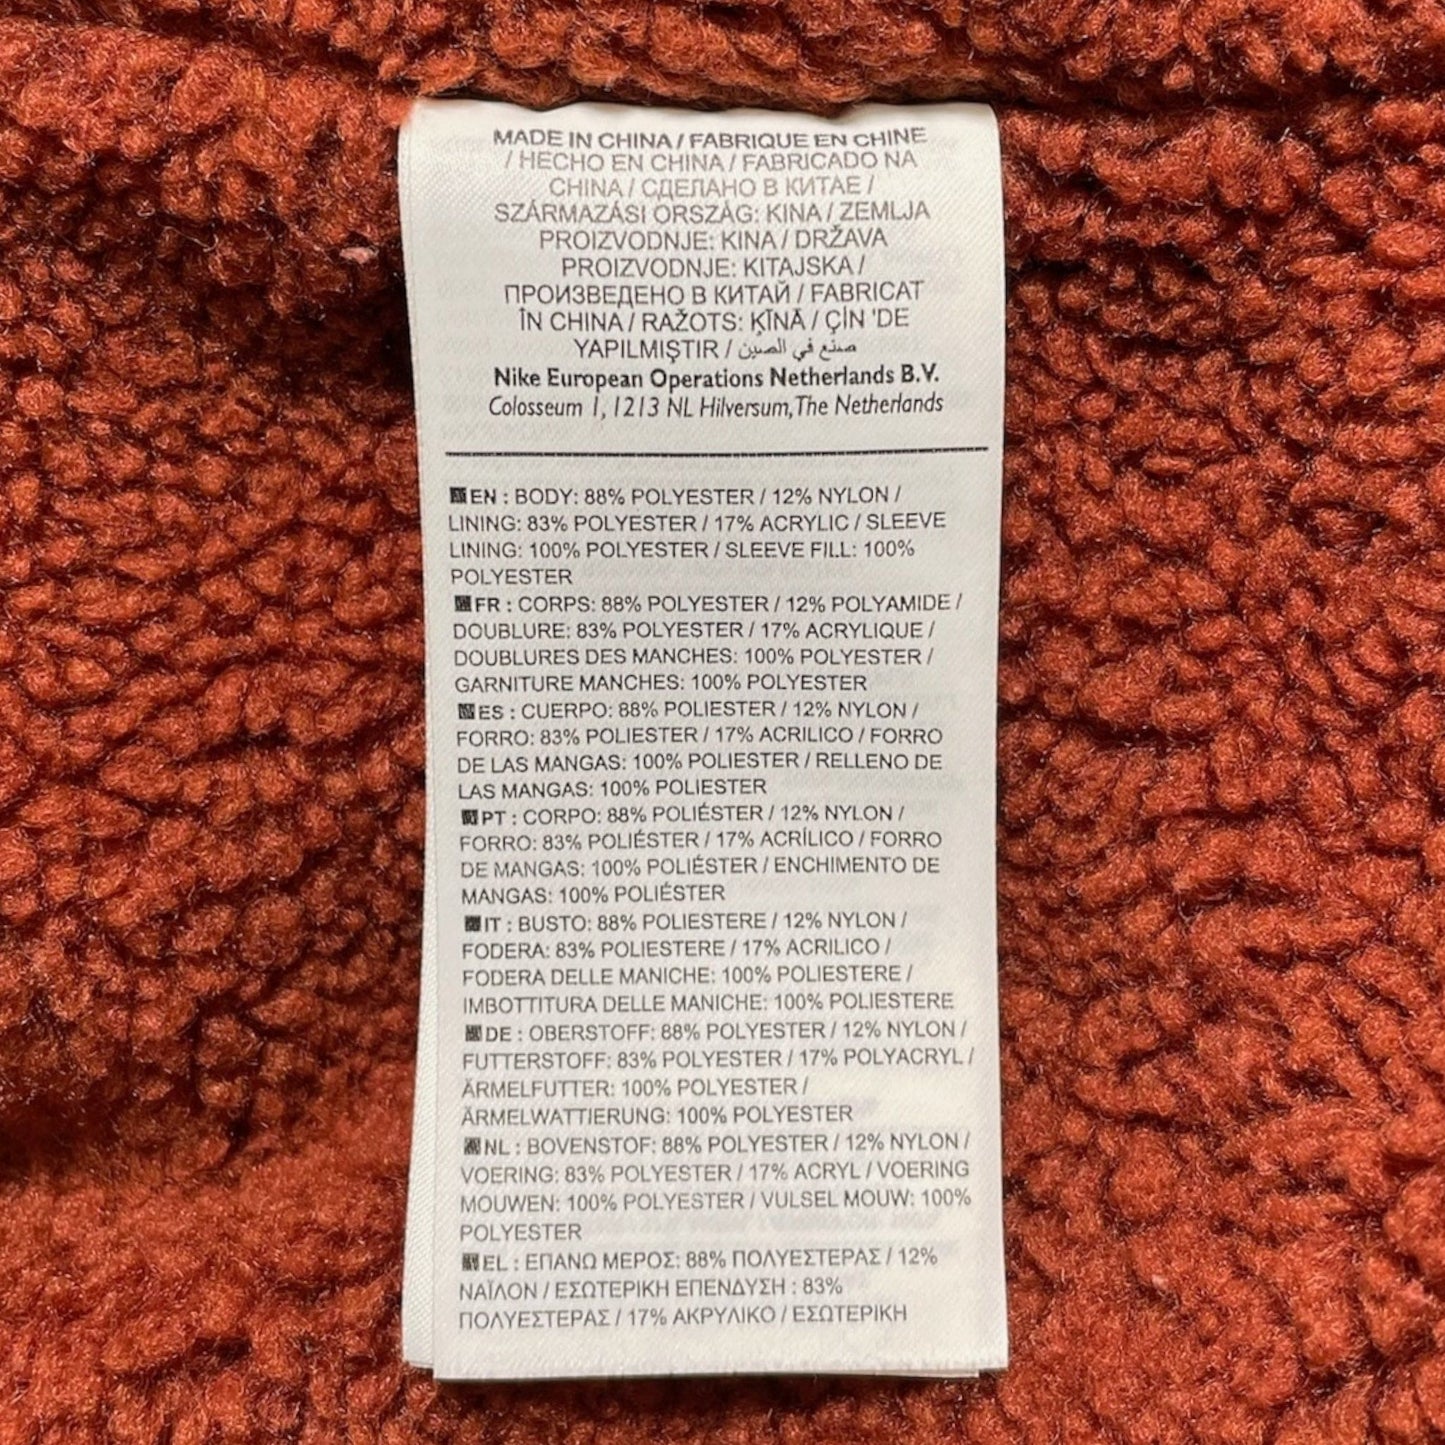 MADE IN CHINA / FABRIQUE EN CHINE
/ HECHO EN CHINA / FABRICADO NA
CHINA / СДЕЛАНО В КИТАЕ /
SZÁRMAZÁSI ORSZÁG: KINA / ZEMLJA
PROIZVODNJE: KINA / DRŽAVA
PROIZVODNJE: KITAJSKA /
ПРОИЗВЕДЕНО В КИТАЙ / FABRICAT
ÎN CHINA / RAŽOTS: ĶĪNĀ / ÇİN 'DE
YAPILMIŞTIR / صنع في الصين
Nike European Operations Netherlands B.V.
Colosseum 1, 1213 NL Hilversum, The Netherlands
EN : BODY: 88% POLYESTER / 12% NYLON /
LINING: 83% POLYESTER / 17% ACRYLIC / SLEEVE
LINING: 100% POLYESTER / SLEEVE FILL: 100%
POLYESTER
FR : CORPS: 88% POLYESTER / 12% POLYAMIDE /
DOUBLURE: 83% POLYESTER / 17% ACRYLIQUE /
DOUBLURES DES MANCHES: 100% POLYESTER /
GARNITURE MANCHES: 100% POLYESTER
ES : CUERPO: 88% POLIESTER / 12% NYLON /
FORRO: 83% POLIESTER / 17% ACRILICO / FORRO
DE LAS MANGAS: 100% POLIESTER / RELLENO DE
LAS MANGAS: 100% POLIESTER
PT : CORPO: 88% POLIÉSTER / 12% NYLON /
FORRO: 83% POLIÉSTER / 17% ACRÍLICO / FORRO
DE MANGAS: 100% POLIÉSTER / ENCHIMENTO DE
MANGAS: 100% POLIÉSTER
IT : BUSTO: 88% POLIESTERE / 12% NYLON /
FODERA: 83% POLIESTERE / 17% ACRILICO /
FODERA DELLE MANICHE: 100% POLIESTERE /
IMBOTTITURA DELLE MANICHE: 100% POLIESTERE
DE : OBERSTOFF: 88% POLYESTER / 12% NYLON /
FUTTERSTOFF: 83% POLYESTER / 17% POLYACRYL /
ÄRMELFUTTER: 100% POLYESTER /
ÄRMELWATTIERUNG: 100% POLYESTER
NL : BOVENSTOF: 88% POLYESTER / 12% NYLON /
VOERING: 83% POLYESTER / 17% ACRYL / VOERING
MOUWEN: 100% POLYESTER / VULSEL MOUW: 100%
POLYESTER
EL : ΕΠΑΝΩ ΜΕΡΟΣ: 88% ΠΟΛΥΕΣΤΕΡΑΣ / 12%
ΝΑΪΛΟΝ / ΕΣΩΤΕΡΙΚΗ ΕΠΕΝΔΥΣΗ : 83%
ΠΟΛΥΕΣΤΕΡΑΣ / 17% ΑΚΡΥΛΙΚΟ / ΕΣΩΤΕΡΙΚΗ